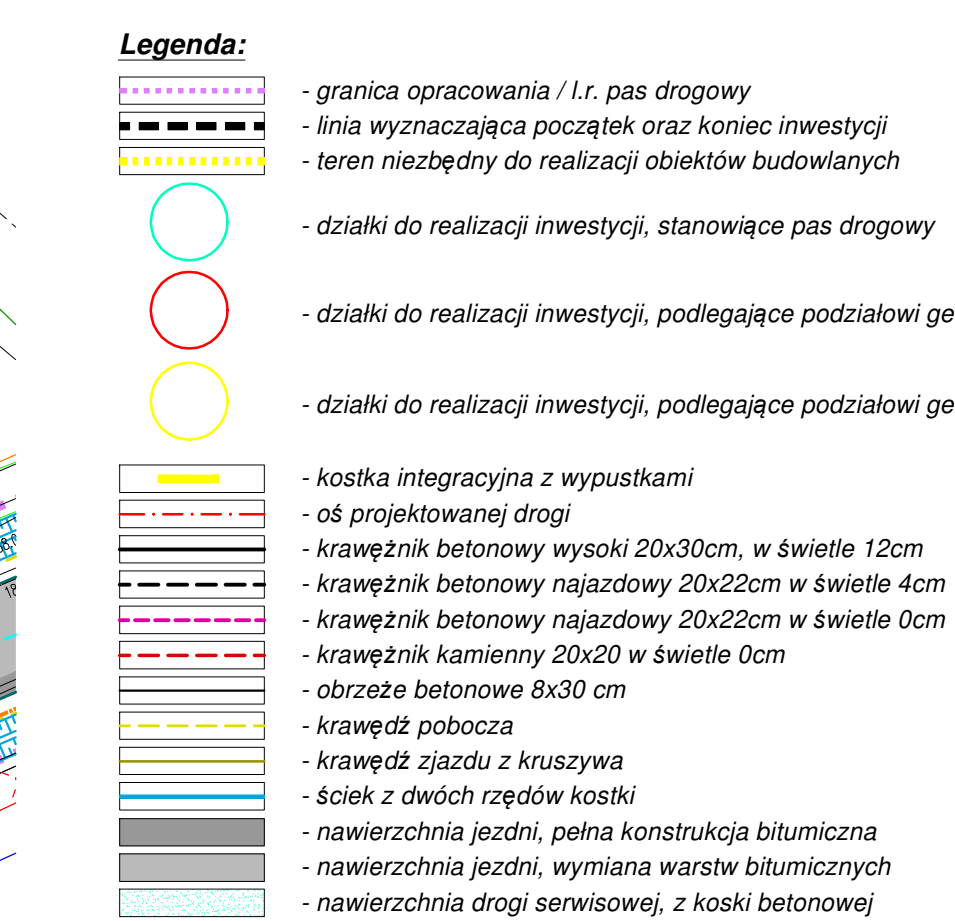 Legenda:
- granica opracowania / l.r. pas drogowy
- linia wyznaczająca początek oraz koniec inwestycji
- teren niezbędny do realizacji obiektów budowlanych
- działki do realizacji inwestycji, stanowiące pas drogowy
- działki do realizacji inwestycji, podlegające podziałowi ge
- działki do realizacji inwestycji, podlegające podziałowi ge
- kostka integracyjna z wypustkami
- oś projektowanej drogi
- krawężnik betonowy wysoki 20x30cm, w świetle 12cm
- krawężnik betonowy najazdowy 20x22cm w świetle 4cm
- krawężnik betonowy najazdowy 20x22cm w świetle 0cm
- krawężnik kamienny 20x20 w świetle 0cm
- obrzeże betonowe 8x30 cm
- krawędź pobocza
- krawędź zjazdu z kruszywa
- ściek z dwóch rzędów kostki
- nawierzchnia jezdni, pełna konstrukcja bitumiczna
- nawierzchnia jezdni, wymiana warstw bitumicznych
- nawierzchnia drogi serwisowej, z koski betonowej